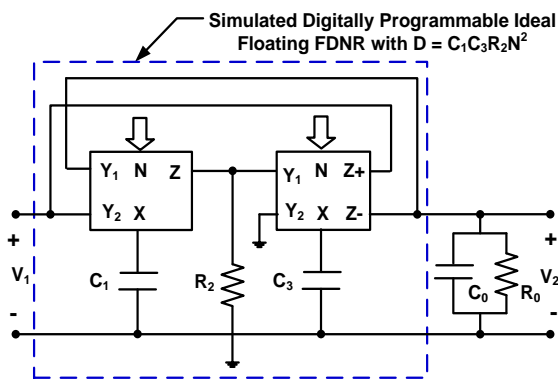 Simulated Digitally Programmable Ideal
Floating FDNR with D = C₁C₃R₂N²
Y₁ N Z
Y₂ X
Y₁ N Z+
Y₂ X Z-
+
V₁
-
C₁
R₂
C₃
C₀
R₀
+
V₂
-